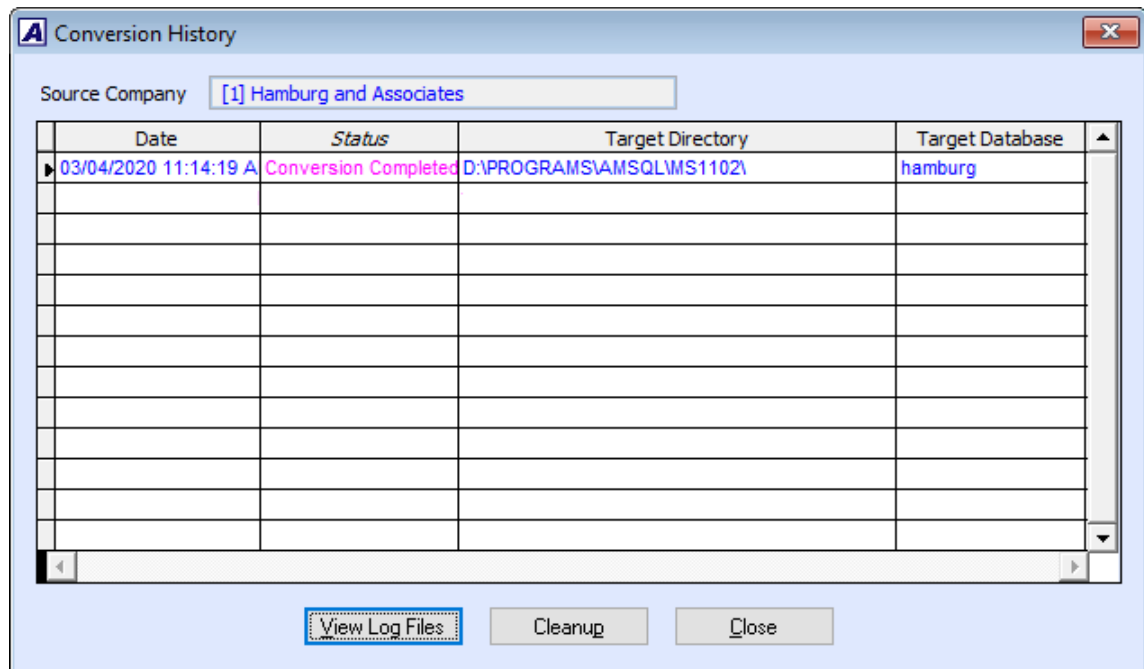 A Conversion History
Source Company [1] Hamburg and Associates
Date Status Target Directory Target Database
03/04/2020 11:14:19 A Conversion Completed D:\PROGRAMS\AMSQL\MS1102\ hamburg
View Log Files Cleanup Close